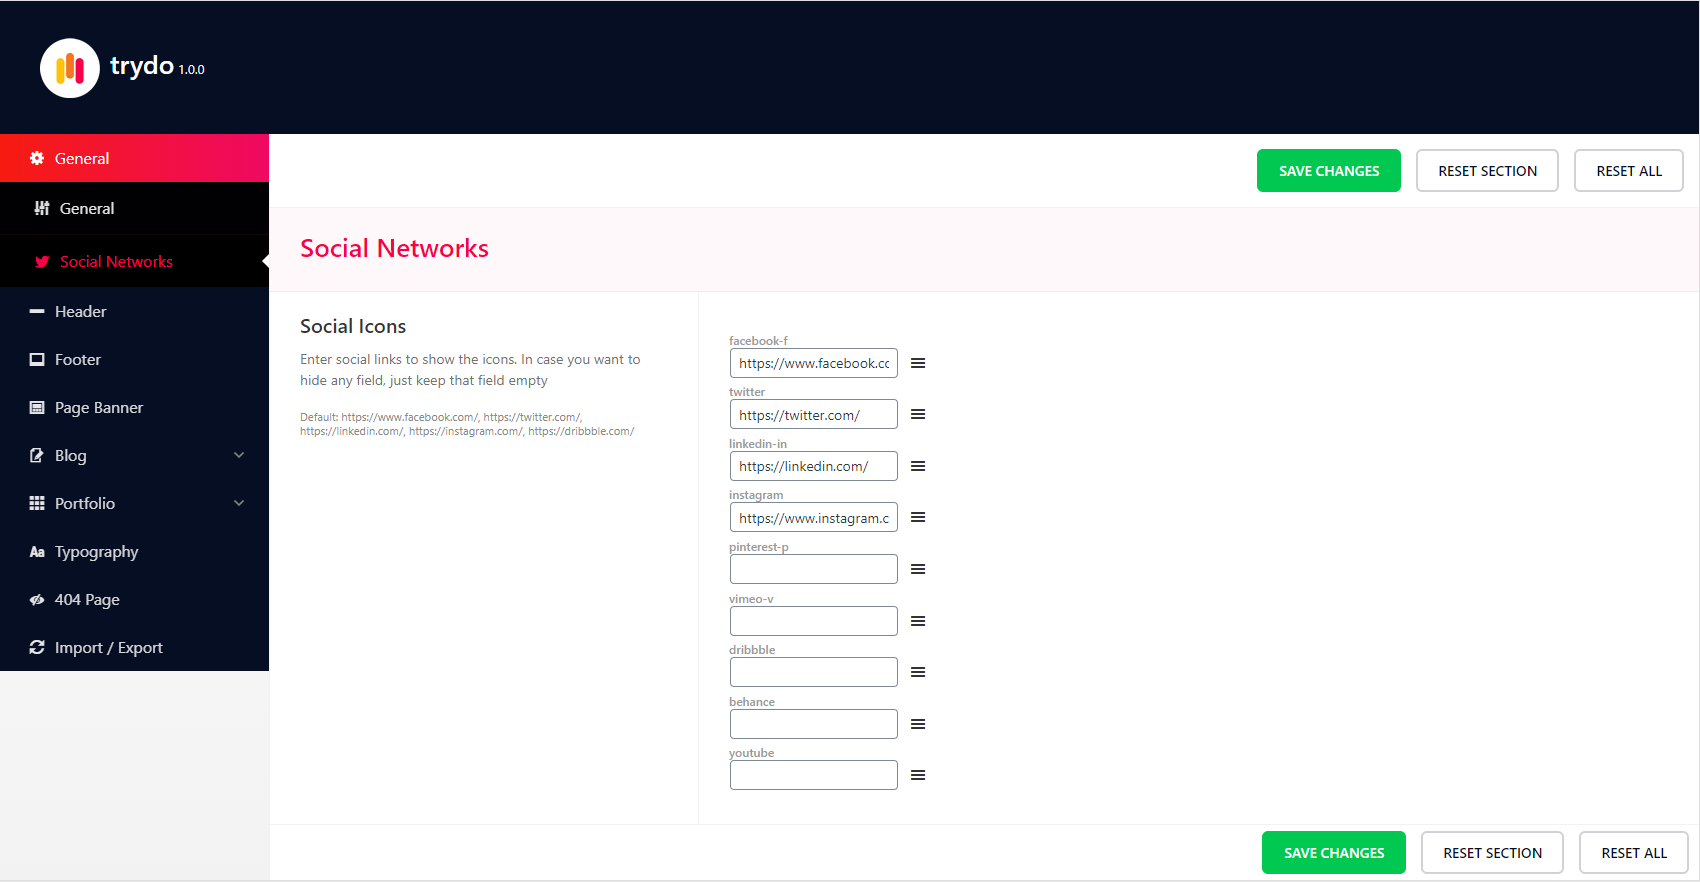 trydo 1.0.0
General
General
Social Networks
Header
Footer
Page Banner
Blog
Portfolio
Typography
404 Page
Import / Export
SAVE CHANGES
RESET SECTION
RESET ALL
Social Networks
Social Icons
Enter social links to show the icons. In case you want to
hide any field, just keep that field empty
Default: https://www.facebook.com/, https://twitter.com/,
https://linkedin.com/, https://instagram.com/, https://dribbble.com/
facebook-f
https://www.facebook.cc
twitter
https://twitter.com/
linkedin-in
https://linkedin.com/
instagram
https://www.instagram.c
pinterest-p
vimeo-v
dribbble
behance
youtube
SAVE CHANGES
RESET SECTION
RESET ALL